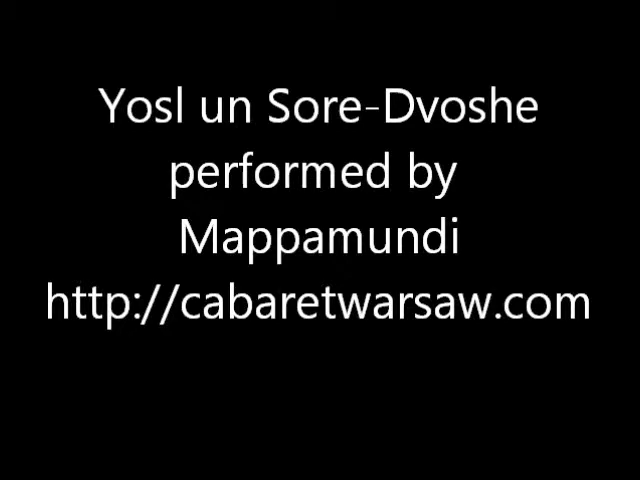 Yosl un Sore-Dvoshe
performed by
Mappamundi
http://cabaretwarsaw.com